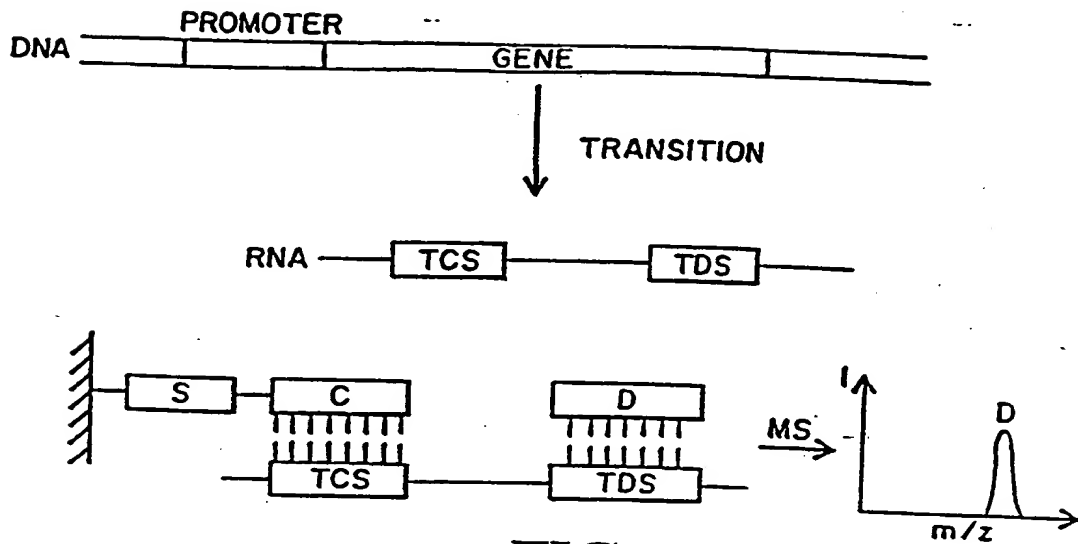 PROMOTER
DNA
GENE
TRANSITION
RNA
TCS
TDS
S
C
D
TCS
TDS
MS
I
D
m/z